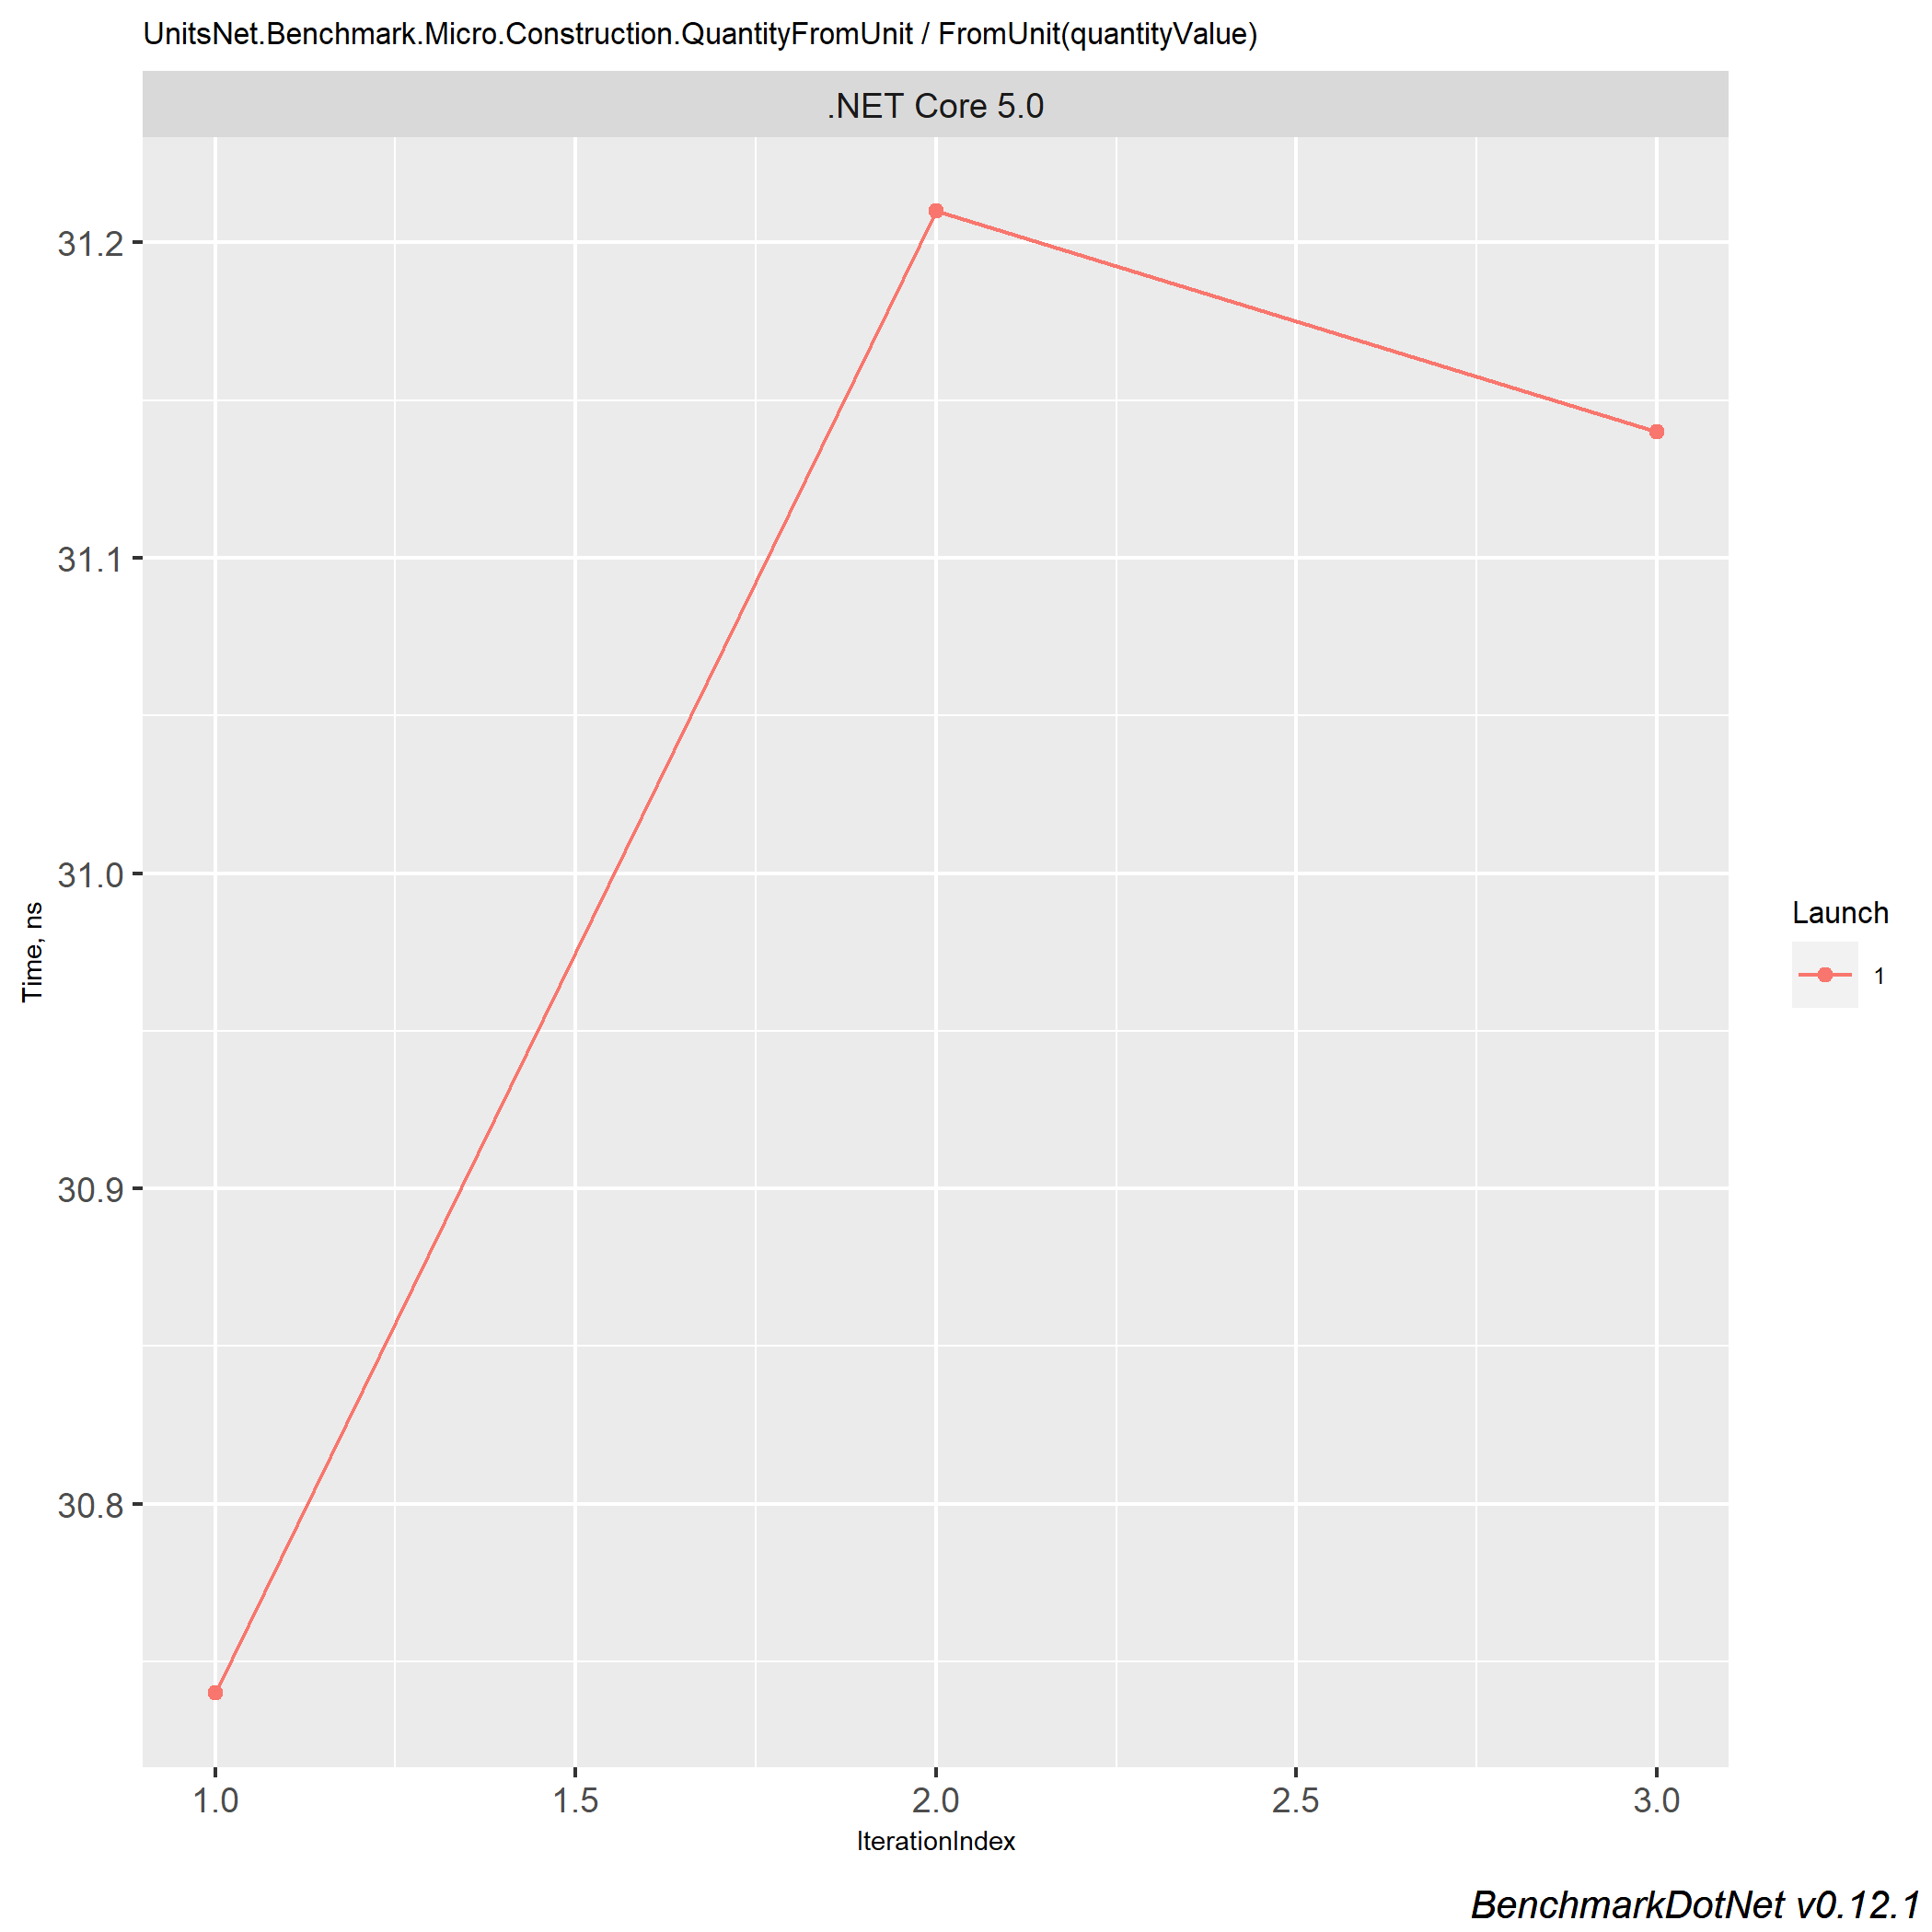 UnitsNet.Benchmark.Micro.Construction.QuantityFromUnit / FromUnit(quantityValue)
.NET Core 5.0
31.2
31.1
31.0
30.9
30.8
Time, ns
1.0 1.5 2.0 2.5 3.0
IterationIndex
Launch
1
BenchmarkDotNet v0.12.1